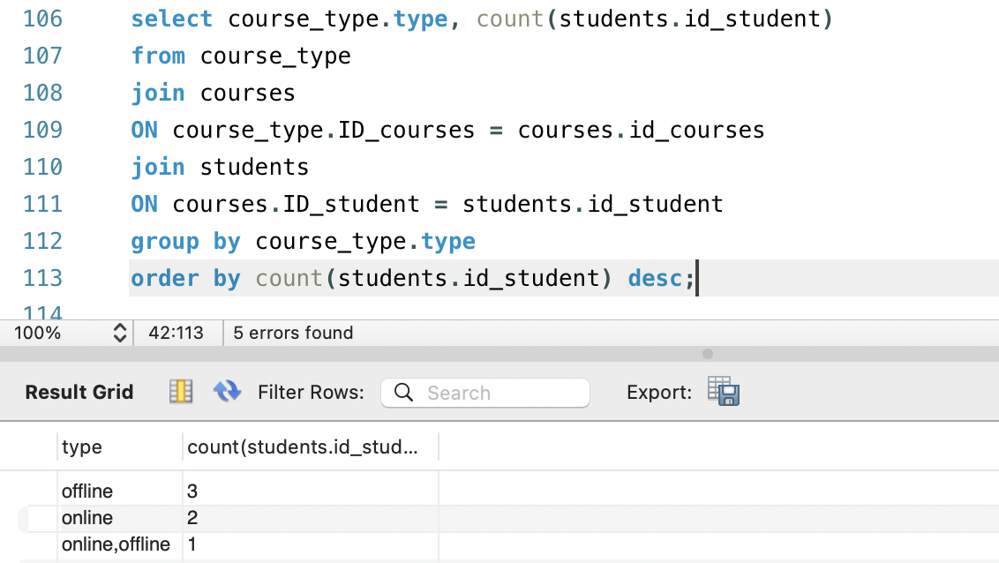 106 select course_type.type, count(students.id_student)
107 from course_type
108 join courses
109 ON course_type.ID_courses = courses.id_courses
110 join students
111 ON courses.ID_student = students.id_student
112 group by course_type.type
113 order by count(students.id_student) desc;
114
100% 42:113 5 errors found
Result Grid Filter Rows: Search Export:
type count(students.id_stud...
offline 3
online 2
online,offline 1